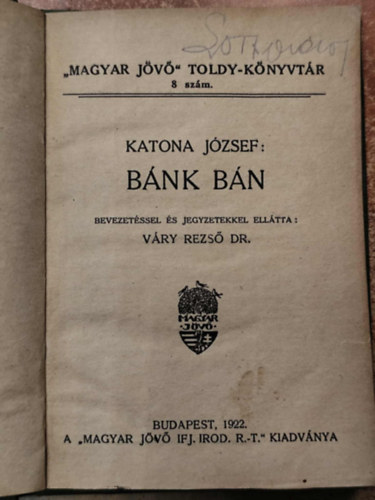 „MAGYAR JÖVŐ“ TOLDY-KÖNYVTÁR
8 szám.
KATONA JÓZSEF:
BÁNK BÁN
BEVEZETÉSSEL ÉS JEGYZETEKKEL ELLÁTTA:
VÁRY REZSŐ DR.
MAGYAR
JÖVŐ
BUDAPEST, 1922.
A „MAGYAR JÖVŐ IFJ. IROD. R.-T.“ KIADVÁNYA